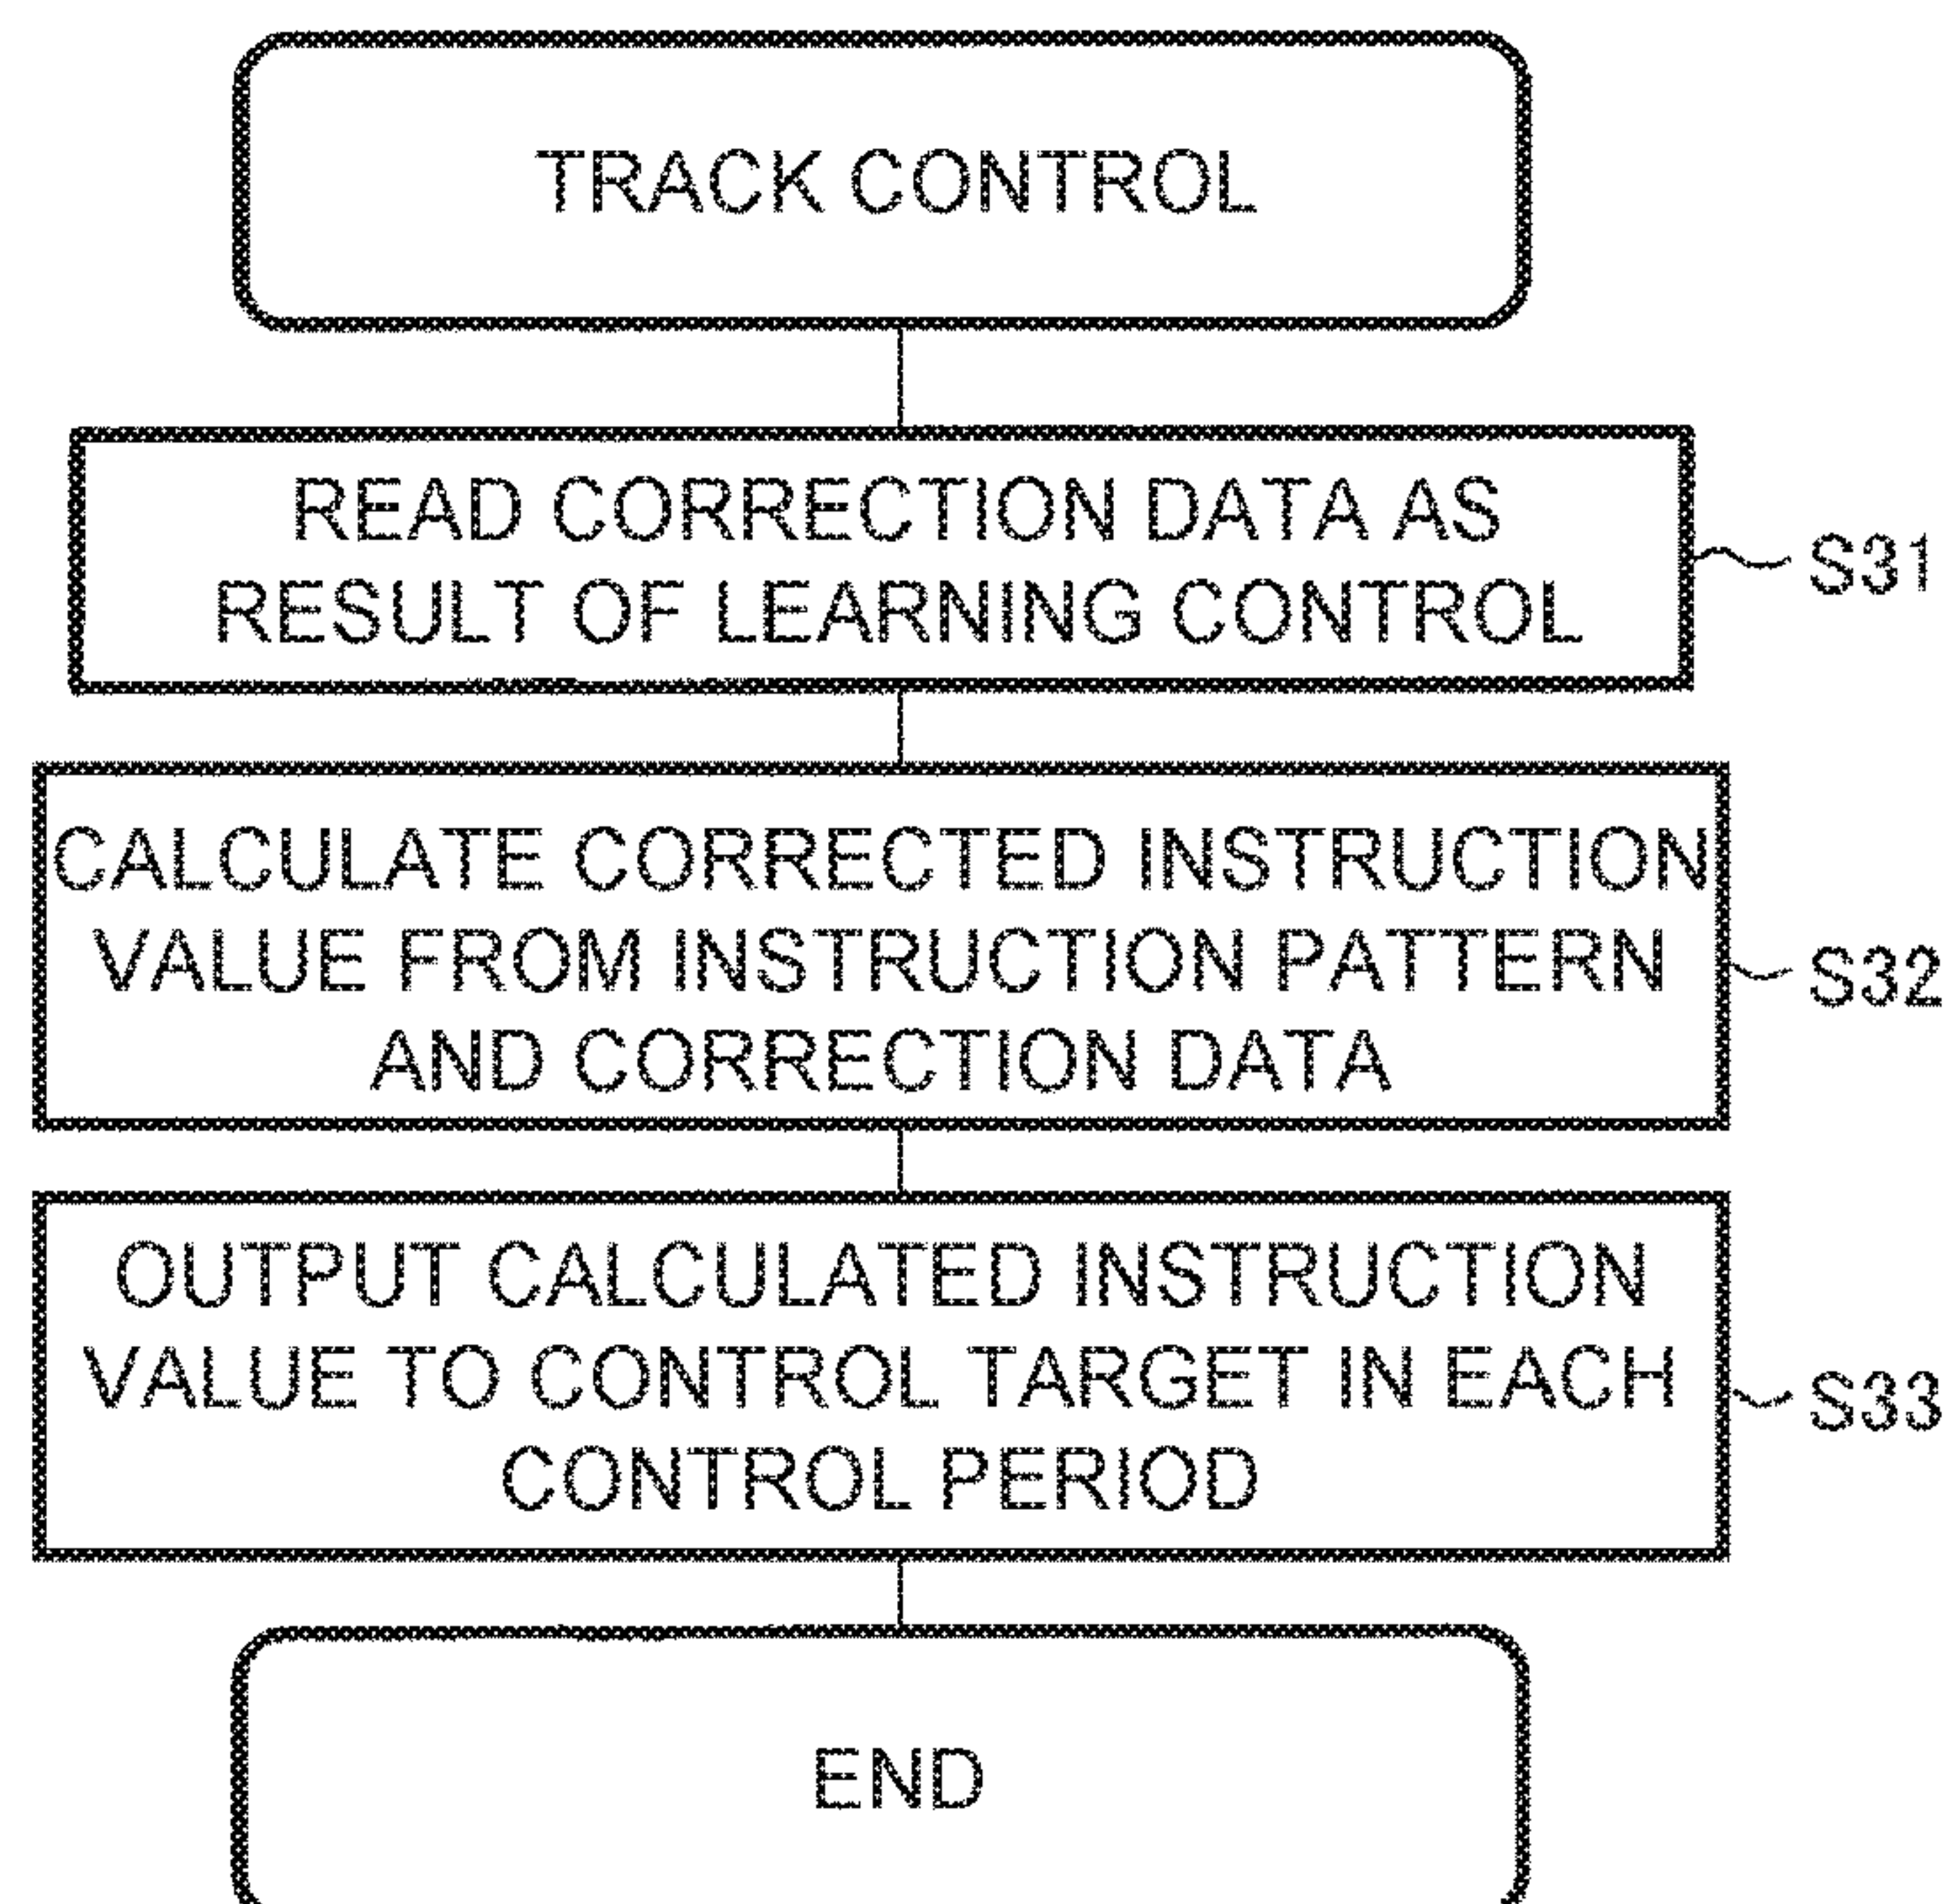 TRACK CONTROL
READ CORRECTION DATA AS
RESULT OF LEARNING CONTROL
S31
CALCULATE CORRECTED INSTRUCTION
VALUE FROM INSTRUCTION PATTERN
AND CORRECTION DATA
S32
OUTPUT CALCULATED INSTRUCTION
VALUE TO CONTROL TARGET IN EACH
CONTROL PERIOD
S33
END